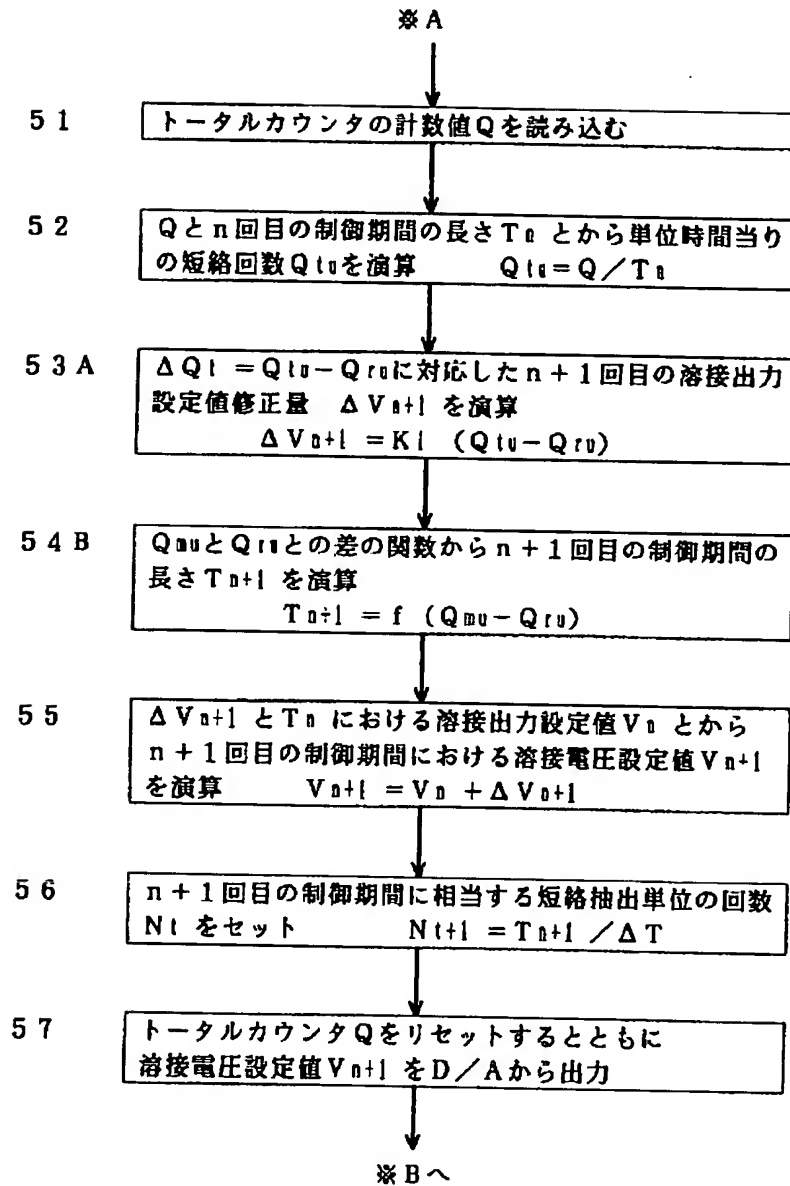 ※A
51 トータルカウンタの計数値Qを読み込む
52 Qとn回目の制御期間の長さTn とから単位時間当り
の短絡回数Qtuを演算 Qtu=Q/Tn
53A ΔQt =Qtu-Qruに対応したn+1回目の溶接出力
設定値修正量 ΔVn+1 を演算
ΔVn+1 =K1 (Qtu-Qru)
54B QmuとQruとの差の関数からn+1回目の制御期間の
長さTn+1 を演算
Tn+1 =f (Qmu-Qru)
55 ΔVn+1 とTn における溶接出力設定値Vn とから
n+1回目の制御期間における溶接電圧設定値Vn+1
を演算 Vn+1 =Vn +ΔVn+1
56 n+1回目の制御期間に相当する短絡抽出単位の回数
Nt をセット Nt+1 =Tn+1 /ΔT
57 トータルカウンタQをリセットするとともに
溶接電圧設定値Vn+1 をD/Aから出力
※Bへ